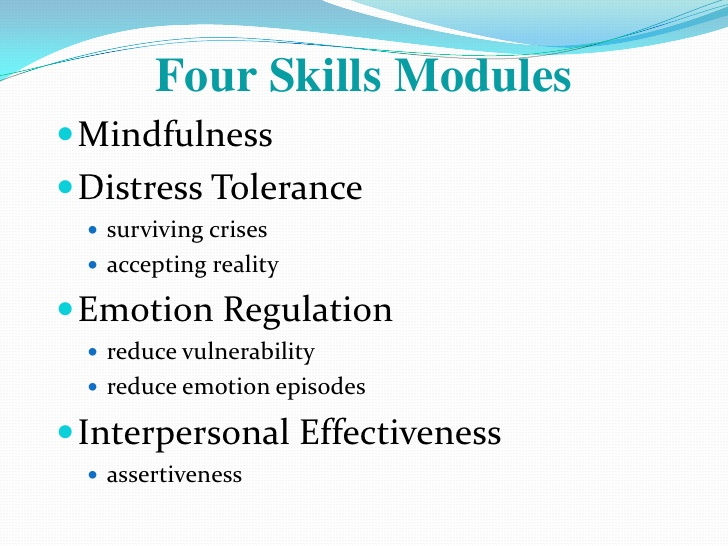 Four Skills Modules
Mindfulness
Distress Tolerance
surviving crises
accepting reality
Emotion Regulation
reduce vulnerability
reduce emotion episodes
Interpersonal Effectiveness
assertiveness